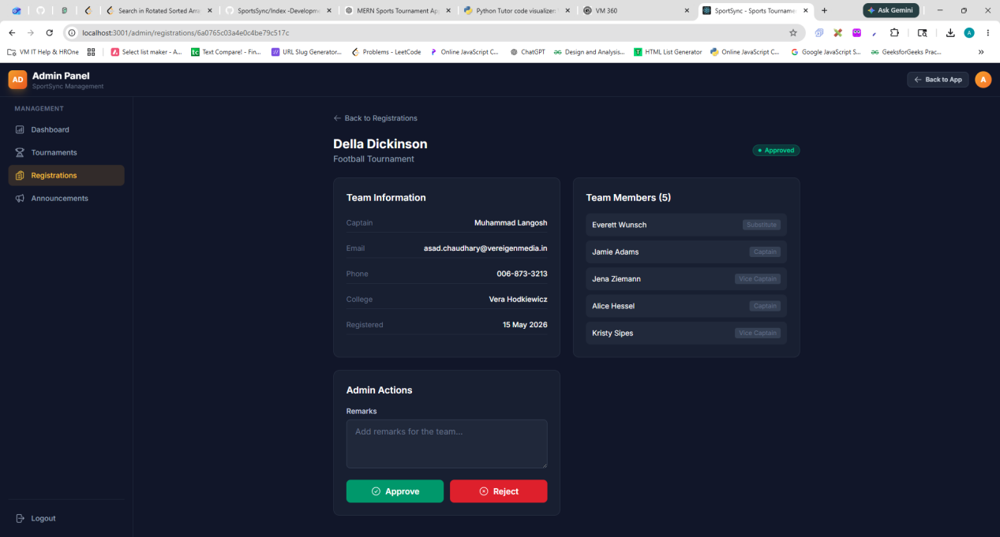 Search in Rotated Sorted Arra
SportsSync/Index -Developme
MERN Sports Tournament App
Python Tutor code visualizer:
VM 360
SportSync - Sports Tourname
Ask Gemini
localhost:3001/admin/registrations/6a0765c03a4e0c4be79c517c
VM IT Help & HROne
Select list maker - A...
Text Compare! - Fin...
URL Slug Generator...
Problems - LeetCode
Online JavaScript C...
ChatGPT
Design and Analysis...
HTML List Generator
Online JavaScript C...
Google JavaScript S...
GeeksforGeeks Prac...
AD
Admin Panel
SportSync Management
Back to App
A
MANAGEMENT
Dashboard
Tournaments
Registrations
Announcements
Logout
Back to Registrations
Della Dickinson
Football Tournament
Approved
Team Information
Captain Muhammad Langosh
Email asad.chaudhary@vereigenmedia.in
Phone 006-873-3213
College Vera Hodkiewicz
Registered 15 May 2026
Team Members (5)
Everett Wunsch Substitute
Jamie Adams Captain
Jena Ziemann Vice Captain
Alice Hessel Captain
Kristy Sipes Vice Captain
Admin Actions
Remarks
Add remarks for the team...
Approve
Reject